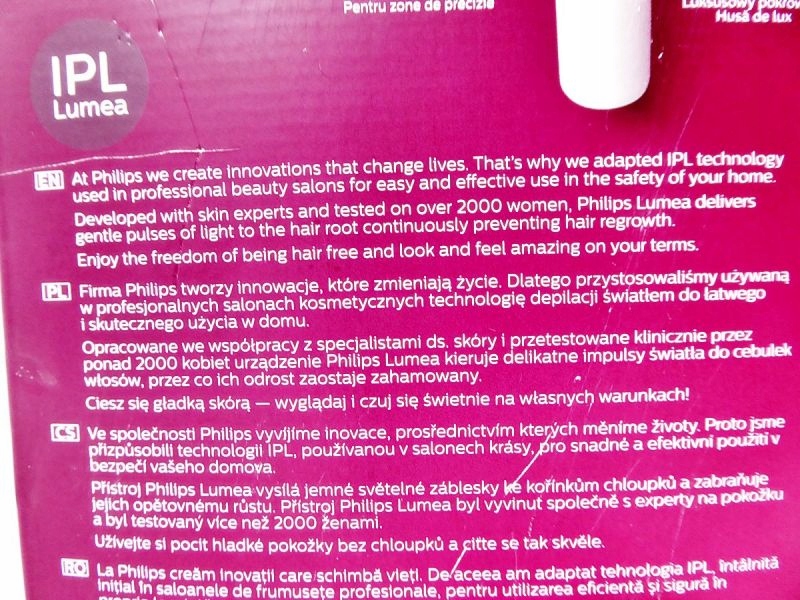 Pentru zone de precizie
Luksusowy pokrow
Husă de lux
IPL
Lumea
EN At Philips we create innovations that change lives. That's why we adapted IPL technology
used in professional beauty salons for easy and effective use in the safety of your home.
Developed with skin experts and tested on over 2000 women, Philips Lumea delivers
gentle pulses of light to the hair root continuously preventing hair regrowth.
Enjoy the freedom of being hair free and look and feel amazing on your terms.
PL Firma Philips tworzy innowacje, które zmieniają życie. Dlatego przystosowaliśmy używaną
w profesjonalnych salonach kosmetycznych technologię depilacji światłem do łatwego
i skutecznego użycia w domu.
Opracowane we współpracy z specjalistami ds. skóry i przetestowane klinicznie przez
ponad 2000 kobiet urządzenie Philips Lumea kieruje delikatne impulsy światła do cebulek
włosów, przez co ich odrost zaostaje zahamowany.
Ciesz się gładką skórą — wyglądaj i czuj się świetnie na własnych warunkach!
CS Ve společnosti Philips vyvíjíme inovace, prostřednictvím kterých měníme životy. Proto jsme
přizpůsobili technologii IPL, používanou v salonech krásy, pro snadné a efektivní použití v
bezpečí vašeho domova.
Přístroj Philips Lumea vysílá jemné světelné záblesky ke kořínkům chloupků a zabraňuje
jejich opětovnému růstu. Přístroj Philips Lumea byl vyvinut společně s experty na pokožku
a byl testovaný více než 2000 ženami.
Užívejte si pocit hladké pokožky bez chloupků a ciťte se tak skvěle.
RO La Philips creăm inovații care schimbă vieți. De aceea am adaptat tehnologia IPL, întâlnită
inițial în saloanele de frumusețe profesionale, pentru utilizarea eficientă și sigură în